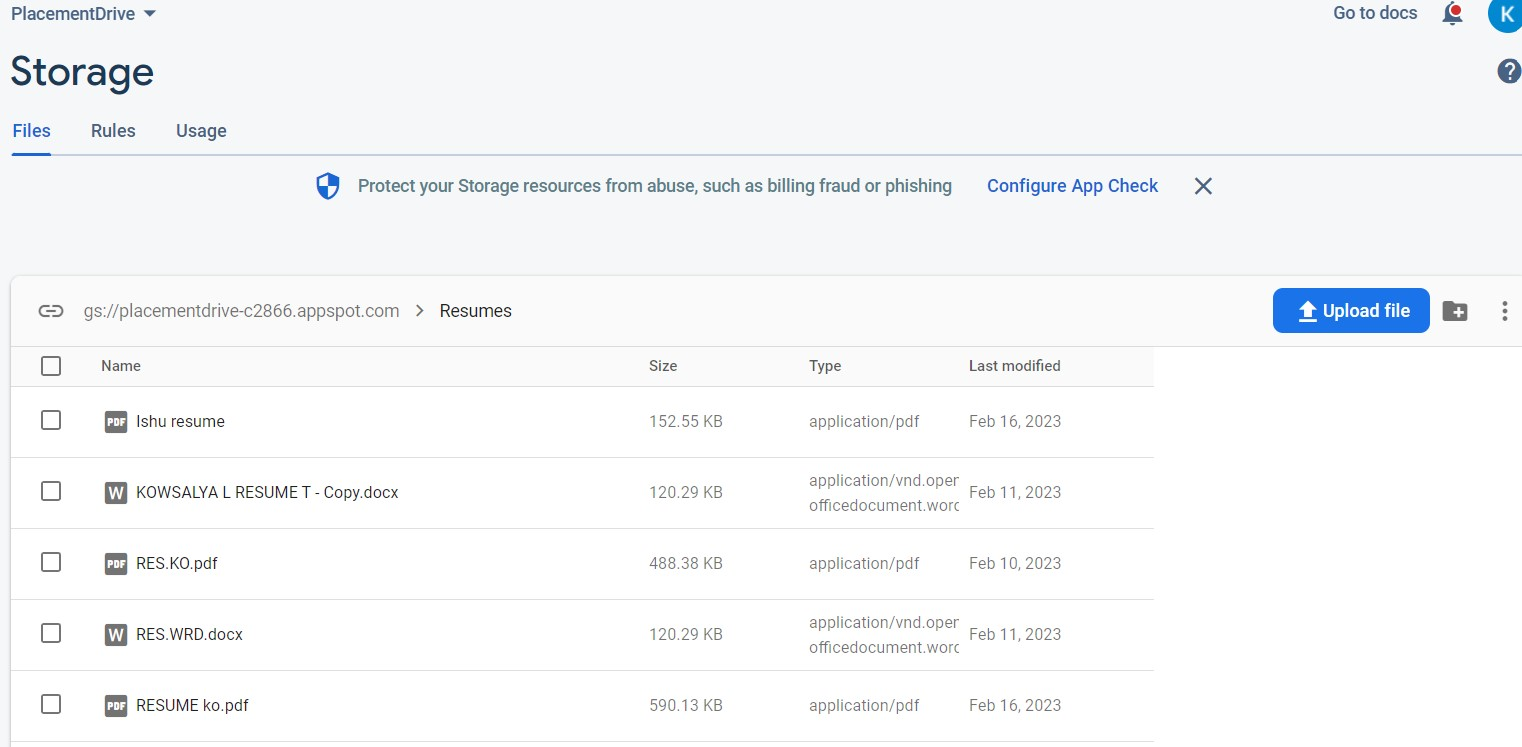 PlacementDrive
Go to docs
K
Storage
?
Files Rules Usage
Protect your Storage resources from abuse, such as billing fraud or phishing Configure App Check
gs://placementdrive-c2866.appspot.com > Resumes
Upload file
Name Size Type Last modified
PDF Ishu resume 152.55 KB application/pdf Feb 16, 2023
W KOWSALYA L RESUME T - Copy.docx 120.29 KB application/vnd.oper Feb 11, 2023
officedocument.word
PDF RES.KO.pdf 488.38 KB application/pdf Feb 10, 2023
W RES.WRD.docx 120.29 KB application/vnd.oper Feb 11, 2023
officedocument.word
PDF RESUME ko.pdf 590.13 KB application/pdf Feb 16, 2023